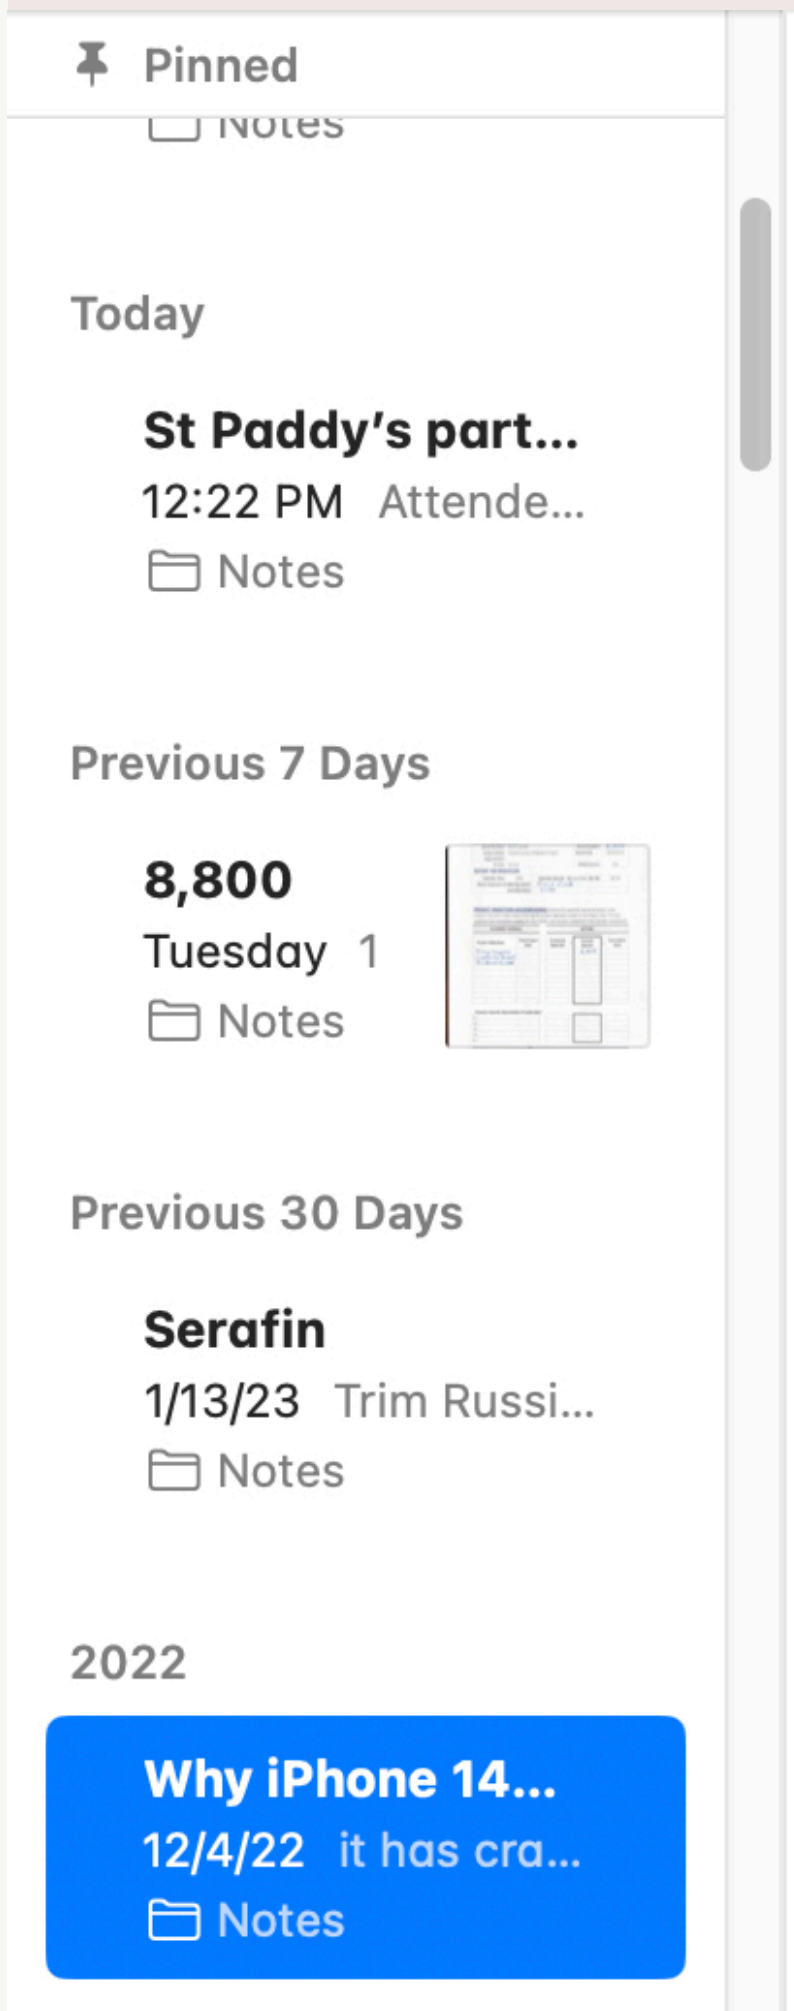 Pinned
Notes
Today
St Paddy’s part...
12:22 PM Attende...
Notes
Previous 7 Days
8,800
Tuesday 1
Notes
Previous 30 Days
Serafin
1/13/23 Trim Russi...
Notes
2022
Why iPhone 14...
12/4/22 it has cra...
Notes